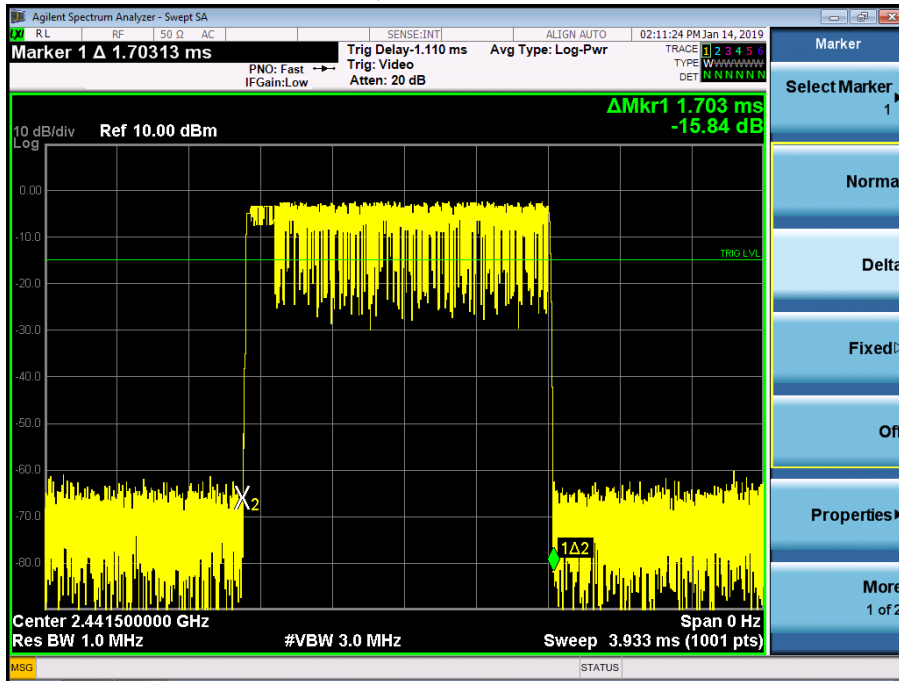 Agilent Spectrum Analyzer - Swept SA
LXI RL RF 50 Ω AC SENSE:INT ALIGN AUTO 02:11:24 PM Jan 14, 2019
Marker 1 Δ 1.70313 ms
PNO: Fast
IFGain:Low
Trig Delay-1.110 ms
Trig: Video
Atten: 20 dB
Avg Type: Log-Pwr
TRACE 1 2 3 4 5 6
TYPE WWWWWW
DET N N N N N N
ΔMkr1 1.703 ms
-15.84 dB
10 dB/div Ref 10.00 dBm
Log
0.00
-10.0
TRIG LVL
-20.0
-30.0
-40.0
-50.0
-60.0
X2
-70.0
1Δ2
-80.0
Center 2.441500000 GHz Span 0 Hz
Res BW 1.0 MHz #VBW 3.0 MHz Sweep 3.933 ms (1001 pts)
MSG STATUS
Marker
Select Marker
1
Norma
Delta
Fixed
Off
Properties
More
1 of 2